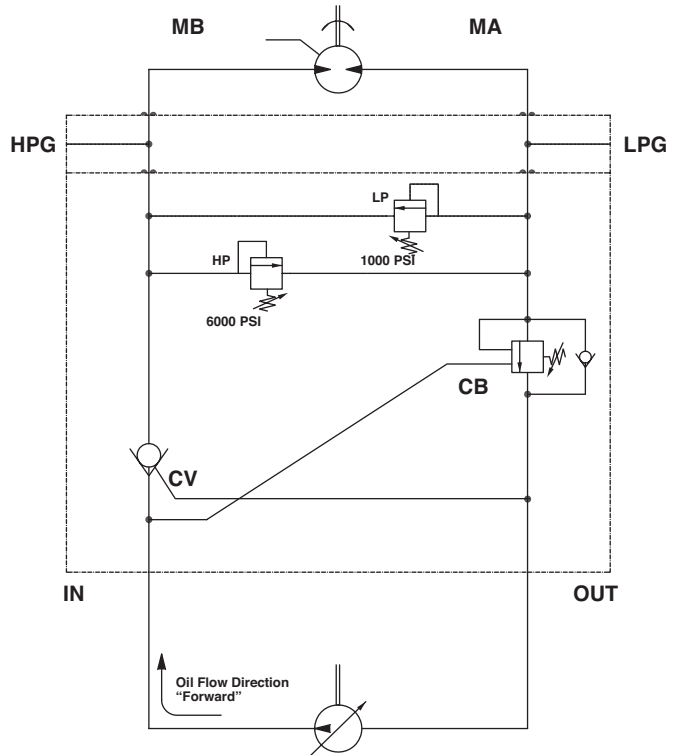 MB
MA
HPG
LPG
LP
1000 PSI
HP
6000 PSI
CB
CV
IN
OUT
Oil Flow Direction
“Forward”